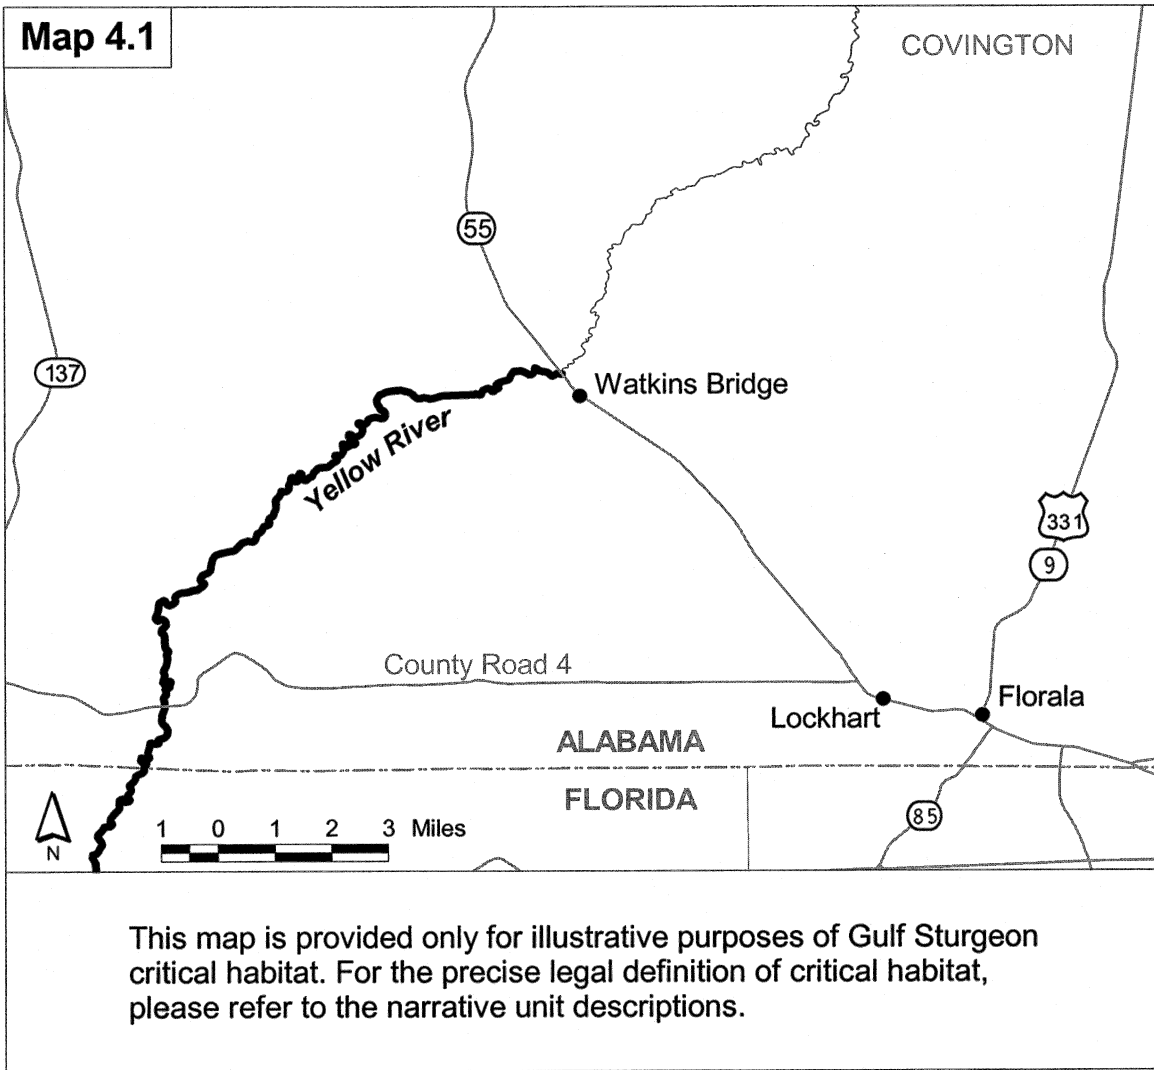 Map 4.1
COVINGTON
55
137
Watkins Bridge
Yellow River
331
9
County Road 4
Florala
Lockhart
ALABAMA
FLORIDA
85
N
1 0 1 2 3 Miles
This map is provided only for illustrative purposes of Gulf Sturgeon
critical habitat. For the precise legal definition of critical habitat,
please refer to the narrative unit descriptions.